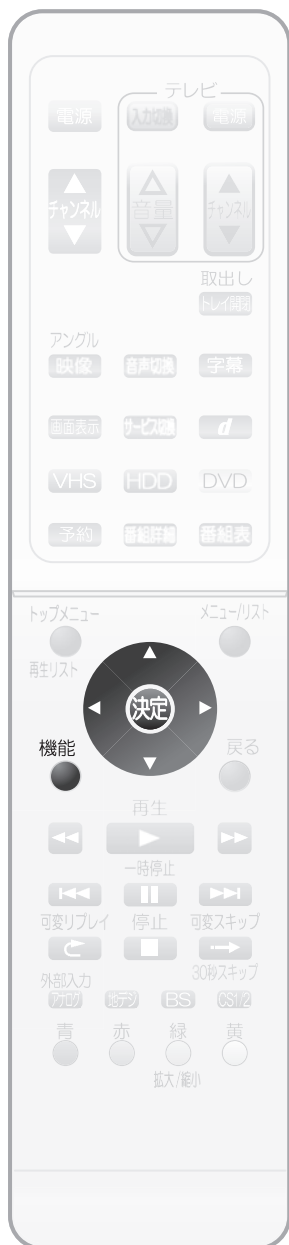 テレビ
電源 入力切換 電源
チャンネル 音量 チャンネル
取出し
トレイ開閉
アングル
映像 音声切換 字幕
画面表示 サービス切換 d
VHS HDD DVD
予約 番組詳細 番組表
トップメニュー メニュー/リスト
再生リスト
決定
機能 戻る
再生
一時停止
可変リプレイ 停止 可変スキップ
30秒スキップ
外部入力
アナログ 地デジ BS CS1/2
青 赤 緑 黄
拡大/縮小